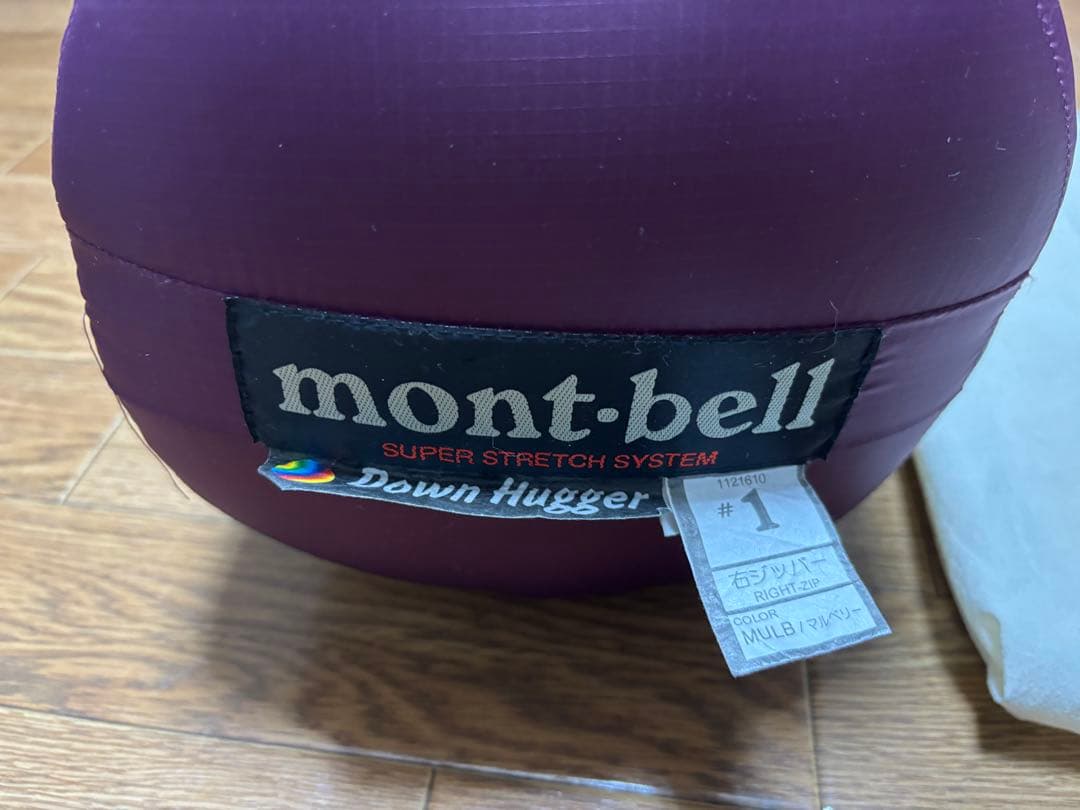 mont-bell
SUPER STRETCH SYSTEM
Down Hugger
1121610
#1
右ジッパー
RIGHT-ZIP
COLOR
MULB/マルベリー